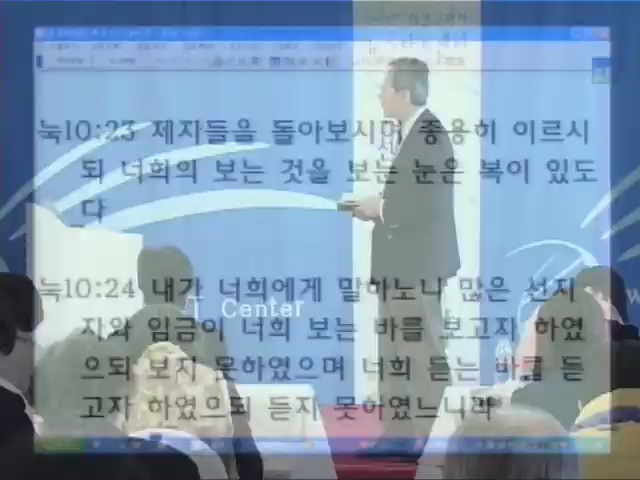 눅10:23 제자들을 돌아보시며 종용히 이르시
되 너희의 보는 것을 보는 눈은 복이 있도
다
눅10:24 내가 너희에게 말하노니 많은 선지
T Center
자와 임금이 너희 보는 바를 보고자 하였
으되 보지 못하였으며 너희 듣는 바를 듣
고자 하였으되 듣지 못하였느니라